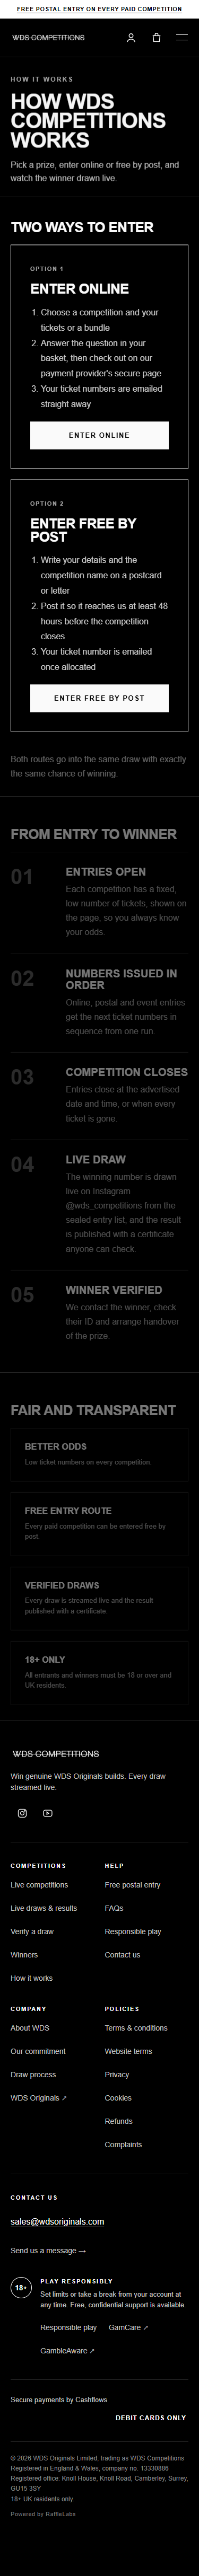 FREE POSTAL ENTRY ON EVERY PAID COMPETITION
WDS COMPETITIONS
HOW IT WORKS
HOW WDS
COMPETITIONS
WORKS
Pick a prize, enter online or free by post, and
watch the winner drawn live.
TWO WAYS TO ENTER
OPTION 1
ENTER ONLINE
1. Choose a competition and your
tickets or a bundle
2. Answer the question in your
basket, then check out on our
payment provider's secure page
3. Your ticket numbers are emailed
straight away
ENTER ONLINE
OPTION 2
ENTER FREE BY
POST
1. Write your details and the
competition name on a postcard
or letter
2. Post it so it reaches us at least 48
hours before the competition
closes
3. Your ticket number is emailed
once allocated
ENTER FREE BY POST
Both routes go into the same draw with exactly
the same chance of winning.
FROM ENTRY TO WINNER
01
ENTRIES OPEN
Each competition has a fixed,
low number of tickets, shown on
the page, so you always know
your odds.
02
NUMBERS ISSUED IN
ORDER
Online, postal and event entries
get the next ticket numbers in
sequence from one run.
03
COMPETITION CLOSES
Entries close at the advertised
date and time, or when every
ticket is gone.
04
LIVE DRAW
The winning number is drawn
live on Instagram
@wds_competitions from the
sealed entry list, and the result
is published with a certificate
anyone can check.
05
WINNER VERIFIED
We contact the winner, check
their ID and arrange handover
of the prize.
FAIR AND TRANSPARENT
BETTER ODDS
Low ticket numbers on every competition.
FREE ENTRY ROUTE
Every paid competition can be entered free by
post.
VERIFIED DRAWS
Every draw is streamed live and the result
published with a certificate.
18+ ONLY
All entrants and winners must be 18 or over and
UK residents.
WDS COMPETITIONS
Win genuine WDS Originals builds. Every draw
streamed live.
COMPETITIONS
Live competitions
Live draws & results
Verify a draw
Winners
How it works
HELP
Free postal entry
FAQs
Responsible play
Contact us
COMPANY
About WDS
Our commitment
Draw process
WDS Originals ↗
POLICIES
Terms & conditions
Website terms
Privacy
Cookies
Refunds
Complaints
CONTACT US
sales@wdsoriginals.com
Send us a message →
18+
PLAY RESPONSIBLY
Set limits or take a break from your account at
any time. Free, confidential support is available.
Responsible play GamCare ↗
GambleAware ↗
Secure payments by Cashflows
DEBIT CARDS ONLY
© 2026 WDS Originals Limited, trading as WDS Competitions
Registered in England & Wales, company no. 13330886
Registered office: Knoll House, Knoll Road, Camberley, Surrey,
GU15 3SY
18+ UK residents only.
Powered by RaffleLabs